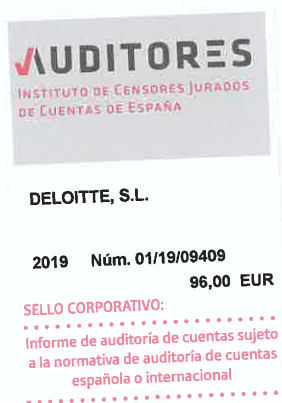 AUDITORES
INSTITUTO DE CENSORES JURADOS
DE CUENTAS DE ESPAÑA
DELOITTE, S.L.
2019 Núm. 01/19/09409
96,00 EUR
SELLO CORPORATIVO:
Informe de auditoría de cuentas sujeto
a la normativa de auditoría de cuentas
española o internacional